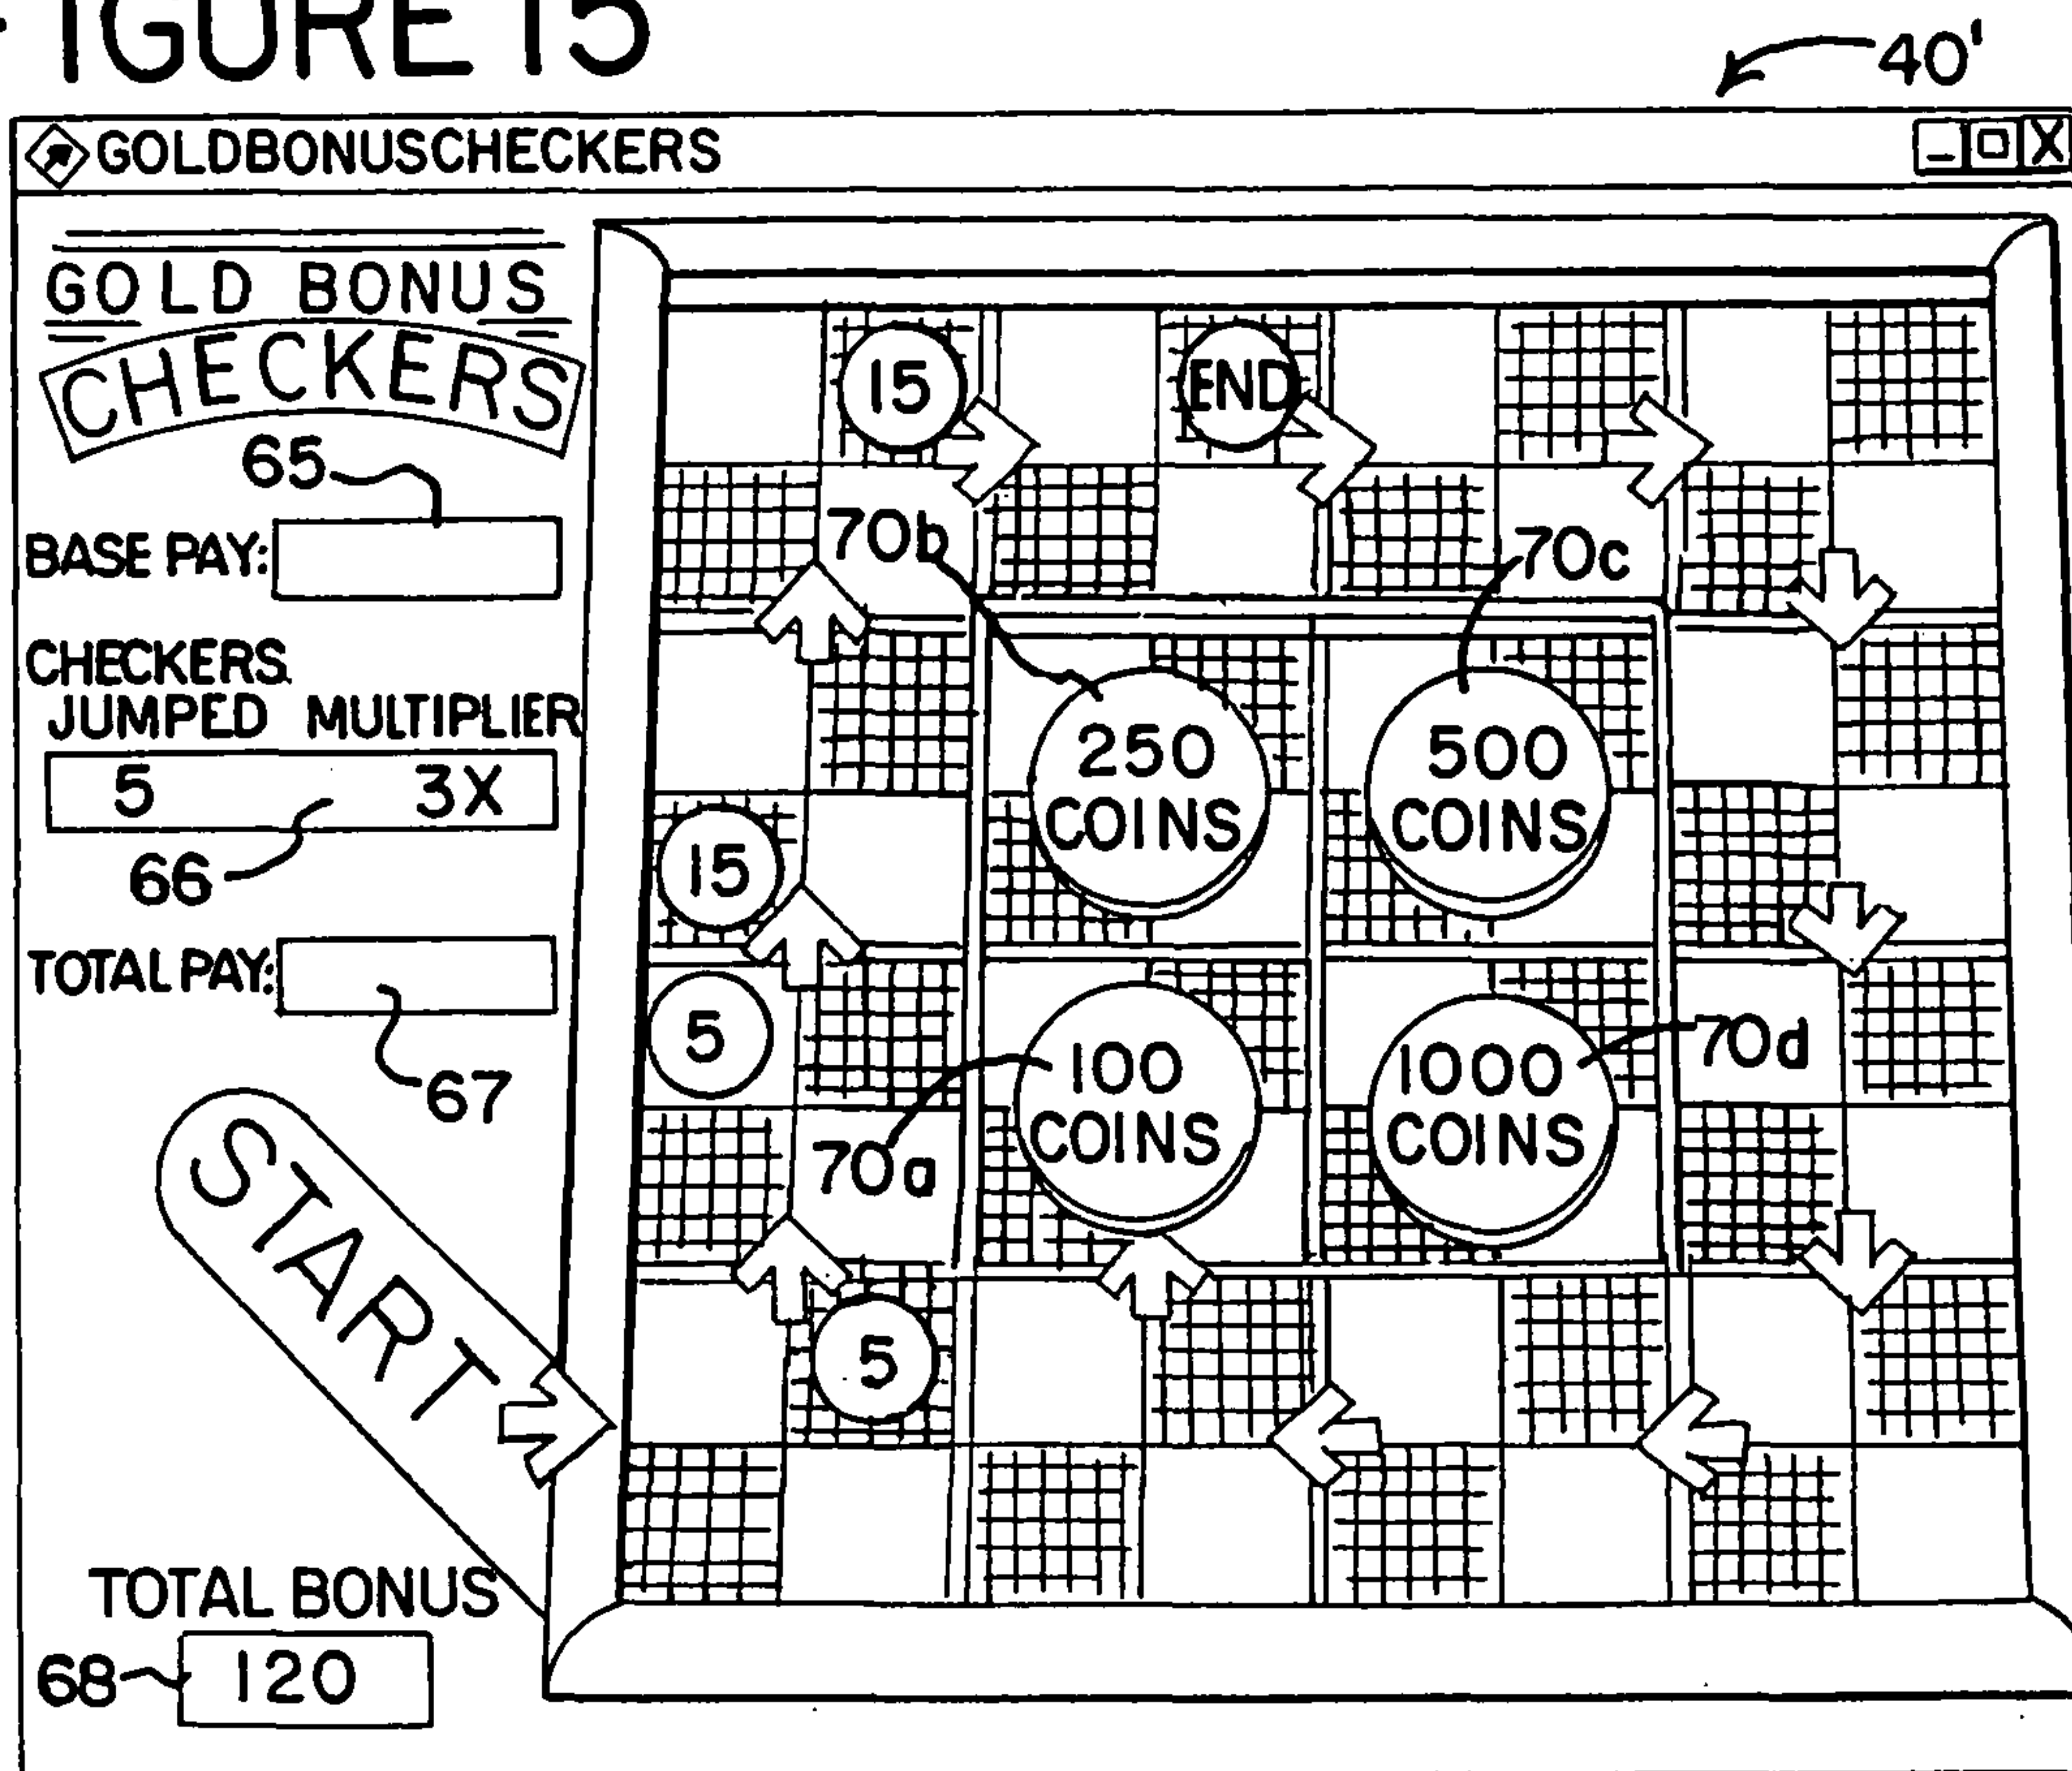 FIGURE 15
40'
GOLDBONUSCHECKERS
GOLD BONUS
CHECKERS
65
BASE PAY:
CHECKERS
JUMPED MULTIPLIER
5 3X
66
TOTAL PAY:
67
START
TOTAL BONUS
68 120
15 END
70b 70c
250 COINS
500 COINS
15
5
100 COINS
1000 COINS
70d
70a
5